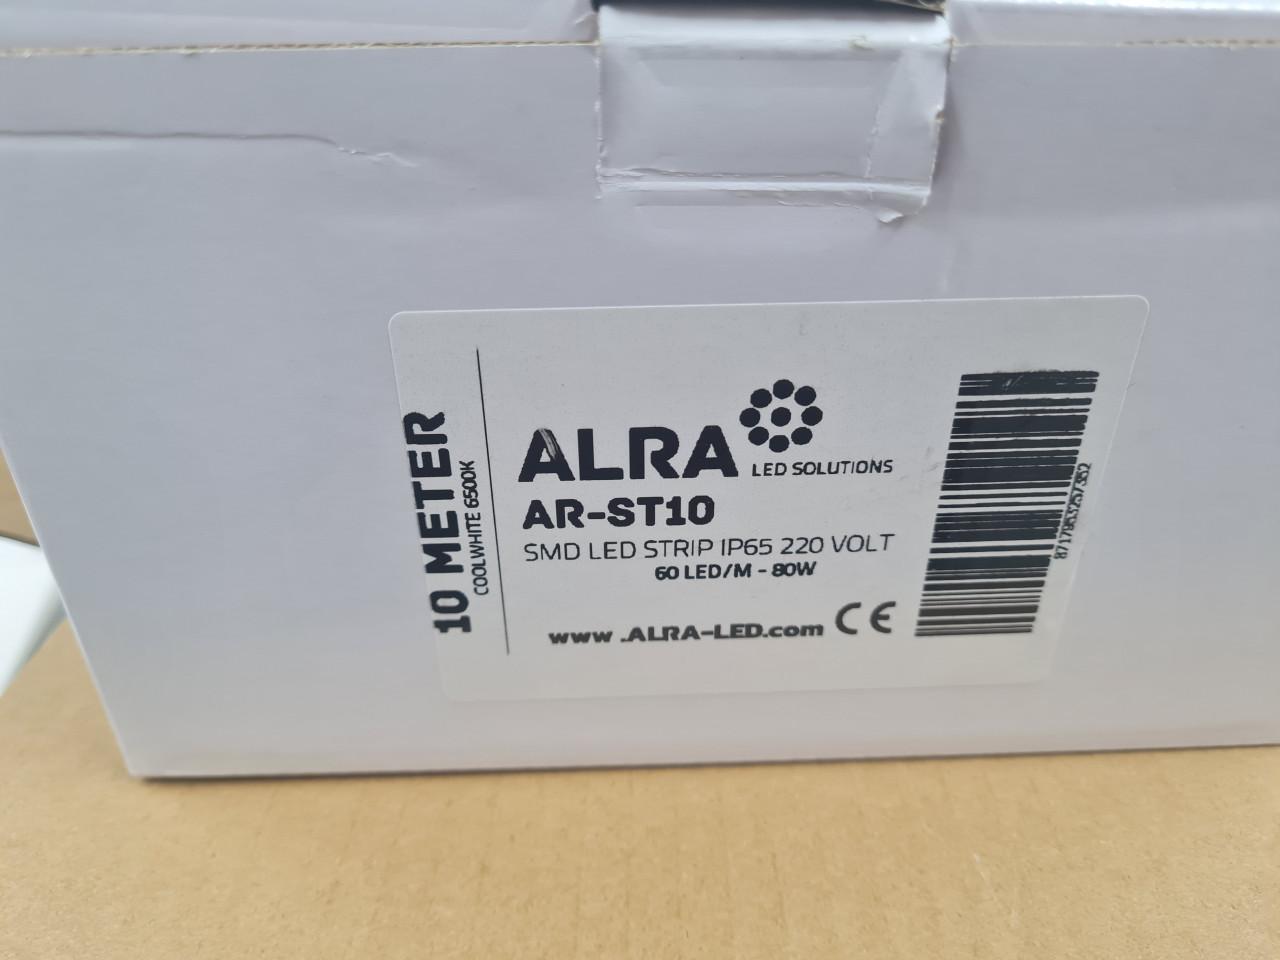 10 METER
COOLWHITE 6500K
ALRA
LED SOLUTIONS
AR-ST10
SMD LED STRIP IP65 220 VOLT
60 LED/M - 80W
www .ALRA-LED.com CE
8717953257352